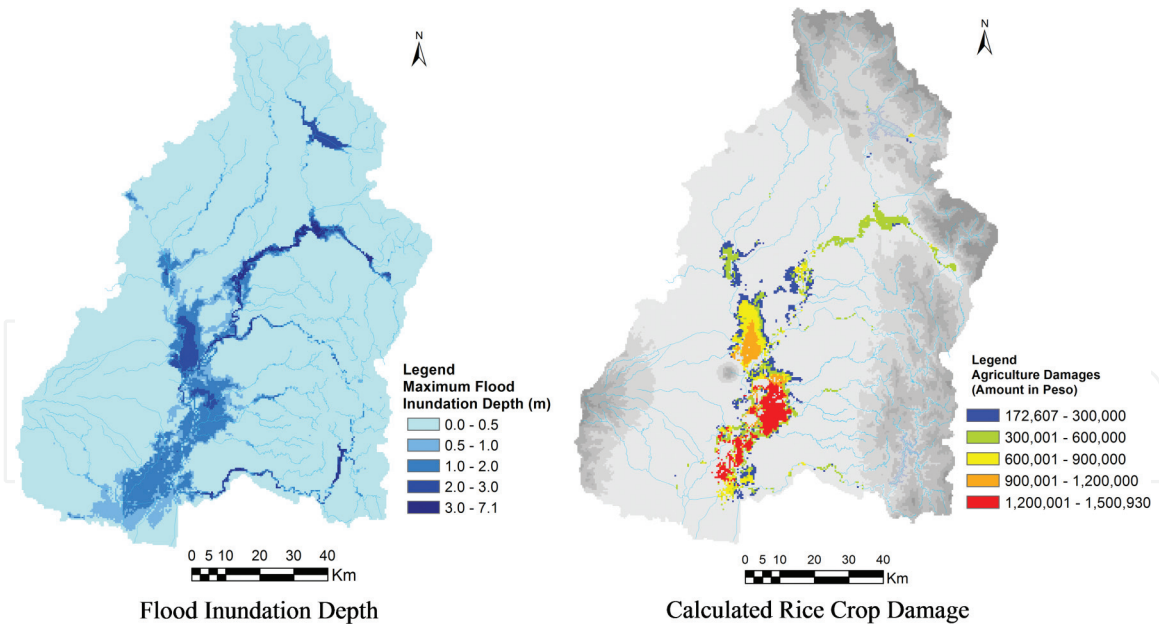 N
Legend
Maximum Flood
Inundation Depth (m)
0.0 - 0.5
0.5 - 1.0
1.0 - 2.0
2.0 - 3.0
3.0 - 7.1
0 5 10 20 30 40
Km
Flood Inundation Depth
N
Legend
Agriculture Damages
(Amount in Peso)
172,607 - 300,000
300,001 - 600,000
600,001 - 900,000
900,001 - 1,200,000
1,200,001 - 1,500,930
0 5 10 20 30 40
Km
Calculated Rice Crop Damage